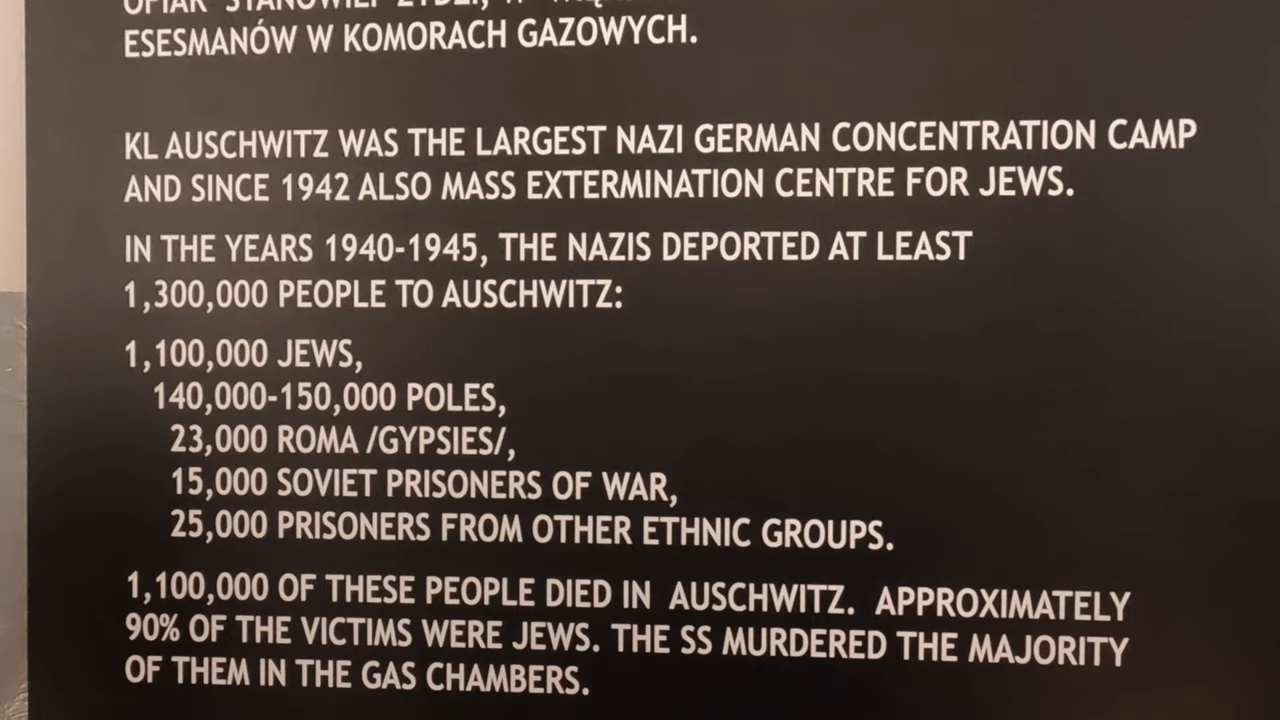 OFIAR STANOWILI ŻYDZI, W
ESESMANÓW W KOMORACH GAZOWYCH.
KL AUSCHWITZ WAS THE LARGEST NAZI GERMAN CONCENTRATION CAMP
AND SINCE 1942 ALSO MASS EXTERMINATION CENTRE FOR JEWS.
IN THE YEARS 1940-1945, THE NAZIS DEPORTED AT LEAST
1,300,000 PEOPLE TO AUSCHWITZ:
1,100,000 JEWS,
140,000-150,000 POLES,
23,000 ROMA /GYPSIES/,
15,000 SOVIET PRISONERS OF WAR,
25,000 PRISONERS FROM OTHER ETHNIC GROUPS.
1,100,000 OF THESE PEOPLE DIED IN AUSCHWITZ. APPROXIMATELY
90% OF THE VICTIMS WERE JEWS. THE SS MURDERED THE MAJORITY
OF THEM IN THE GAS CHAMBERS.